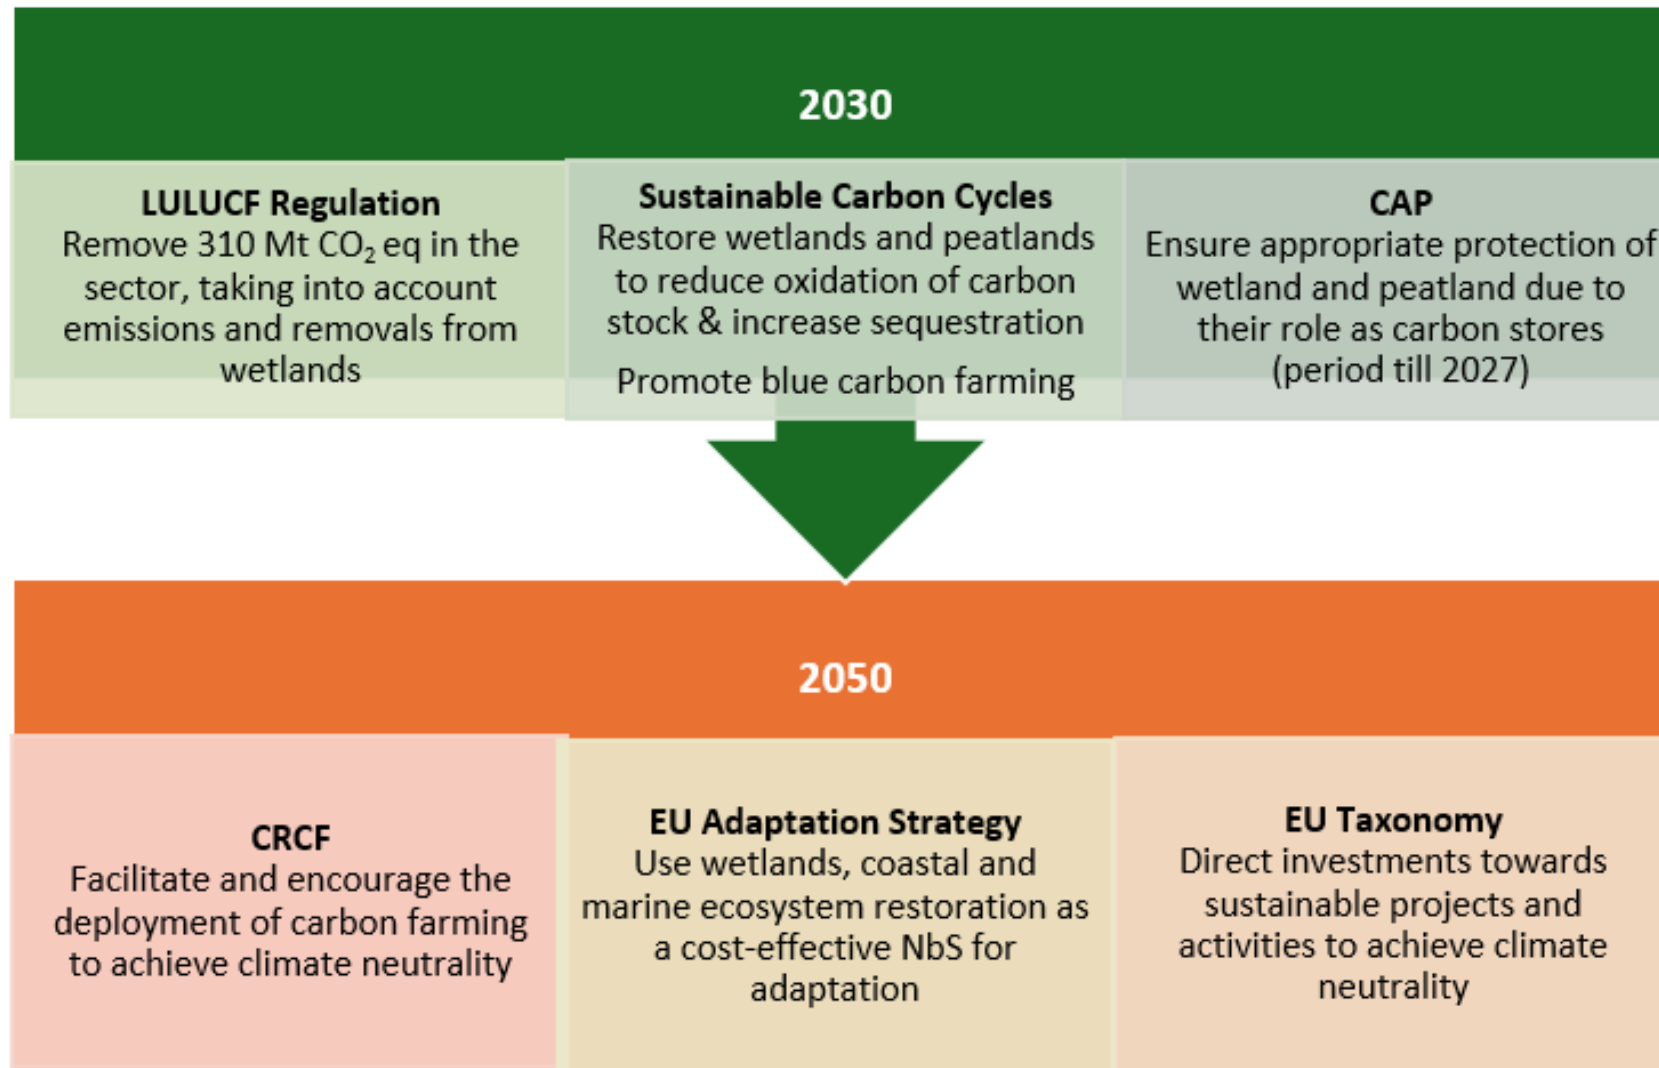 2030
LULUCF Regulation
Remove 310 Mt CO₂ eq in the
sector, taking into account
emissions and removals from
wetlands
Sustainable Carbon Cycles
Restore wetlands and peatlands
to reduce oxidation of carbon
stock & increase sequestration
Promote blue carbon farming
CAP
Ensure appropriate protection of
wetland and peatland due to
their role as carbon stores
(period till 2027)
2050
CRCF
Facilitate and encourage the
deployment of carbon farming
to achieve climate neutrality
EU Adaptation Strategy
Use wetlands, coastal and
marine ecosystem restoration as
a cost-effective NbS for
adaptation
EU Taxonomy
Direct investments towards
sustainable projects and
activities to achieve climate
neutrality